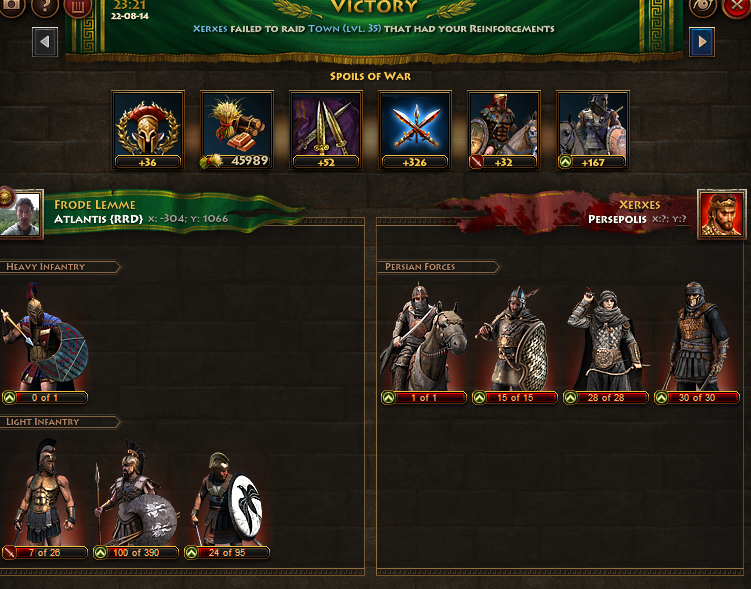 23:21
22-08-14
?
Victory
Xerxes failed to raid Town (Lvl. 35) that had your Reinforcements
Spoils of War
+36
45989
+52
+326
+32
+167
Frode Lemme
Atlantis {RRD} X: -304; Y: 1066
Xerxes
Persepolis X:?; Y:?
Heavy Infantry
Persian Forces
0 of 1
1 of 1
15 of 15
28 of 28
30 of 30
Light Infantry
7 of 26
100 of 390
24 of 95